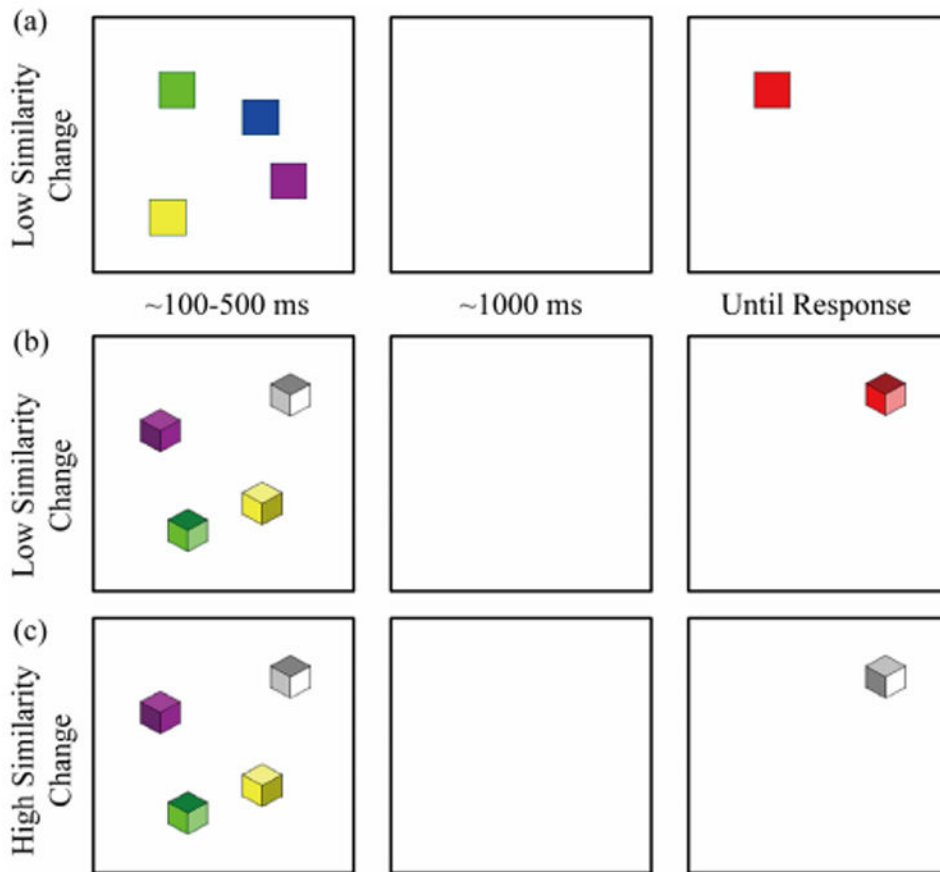 (a)
Low Similarity
Change
~100-500 ms
~1000 ms
Until Response
(b)
Low Similarity
Change
(c)
High Similarity
Change